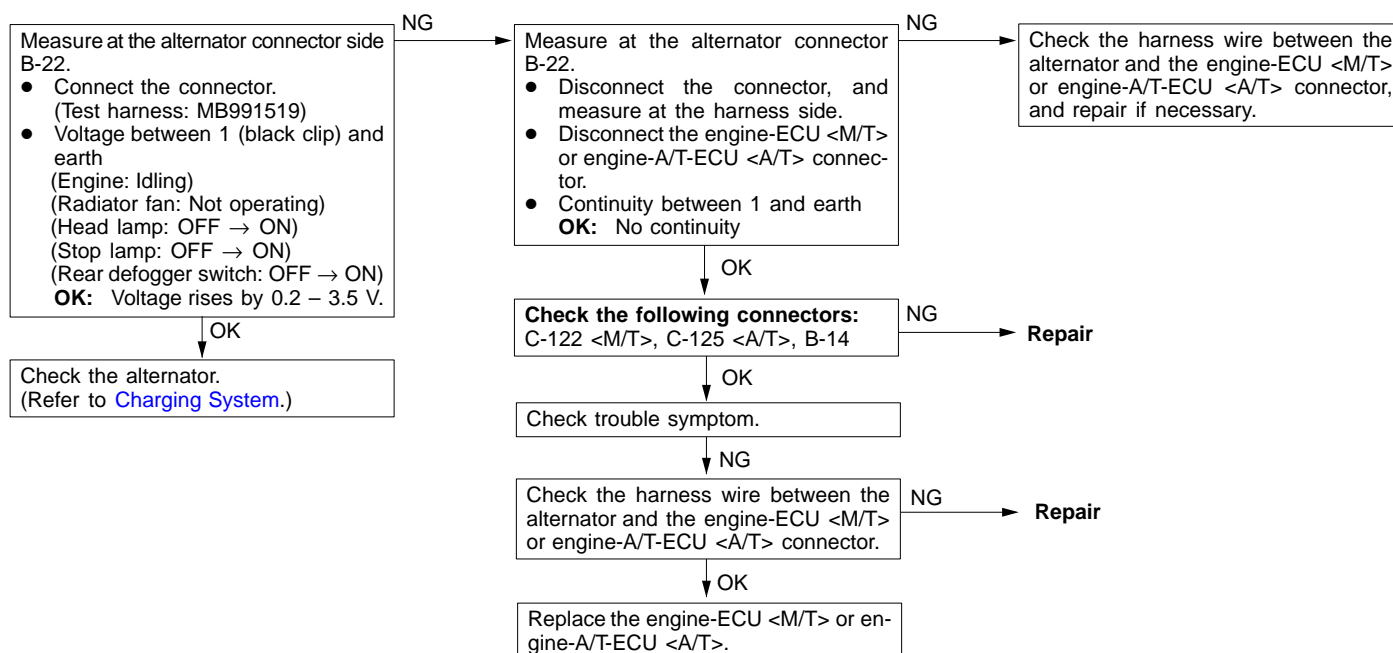 Measure at the alternator connector side
B-22.
● Connect the connector.
(Test harness: MB991519)
● Voltage between 1 (black clip) and
earth
(Engine: Idling)
(Radiator fan: Not operating)
(Head lamp: OFF → ON)
(Stop lamp: OFF → ON)
(Rear defogger switch: OFF → ON)
OK: Voltage rises by 0.2 – 3.5 V.
OK
Check the alternator.
(Refer to Charging System.)
NG
Measure at the alternator connector
B-22.
● Disconnect the connector, and
measure at the harness side.
● Disconnect the engine-ECU <M/T>
or engine-A/T-ECU <A/T> connec-
tor.
● Continuity between 1 and earth
OK: No continuity
NG
Check the harness wire between the
alternator and the engine-ECU <M/T>
or engine-A/T-ECU <A/T> connector,
and repair if necessary.
OK
Check the following connectors:
C-122 <M/T>, C-125 <A/T>, B-14
NG
Repair
OK
Check trouble symptom.
NG
Check the harness wire between the
alternator and the engine-ECU <M/T>
or engine-A/T-ECU <A/T> connector.
NG
Repair
OK
Replace the engine-ECU <M/T> or en-
gine-A/T-ECU <A/T>.